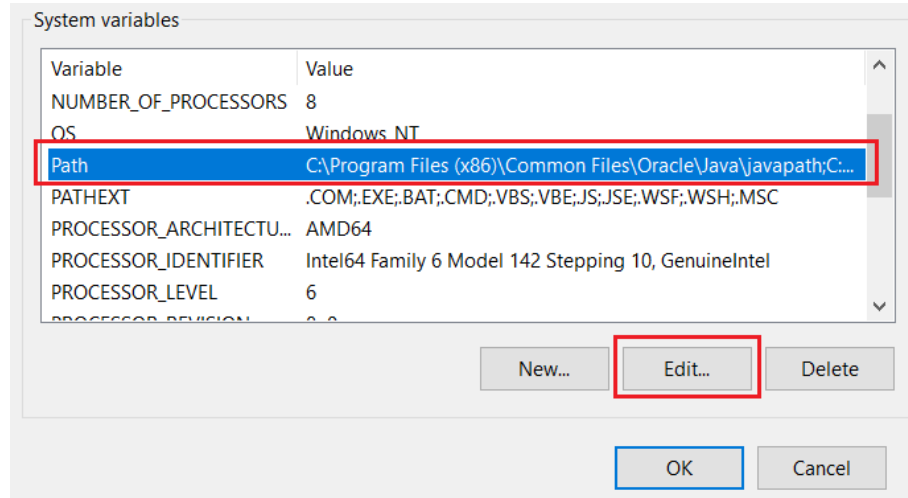 System variables
Variable Value
NUMBER_OF_PROCESSORS 8
OS Windows_NT
Path C:\Program Files (x86)\Common Files\Oracle\Java\javapath;C:...
PATHEXT .COM;.EXE;.BAT;.CMD;.VBS;.VBE;.JS;.JSE;.WSF;.WSH;.MSC
PROCESSOR_ARCHITECTU... AMD64
PROCESSOR_IDENTIFIER Intel64 Family 6 Model 142 Stepping 10, GenuineIntel
PROCESSOR_LEVEL 6
PROCESSOR_REVISION
New... Edit... Delete
OK Cancel